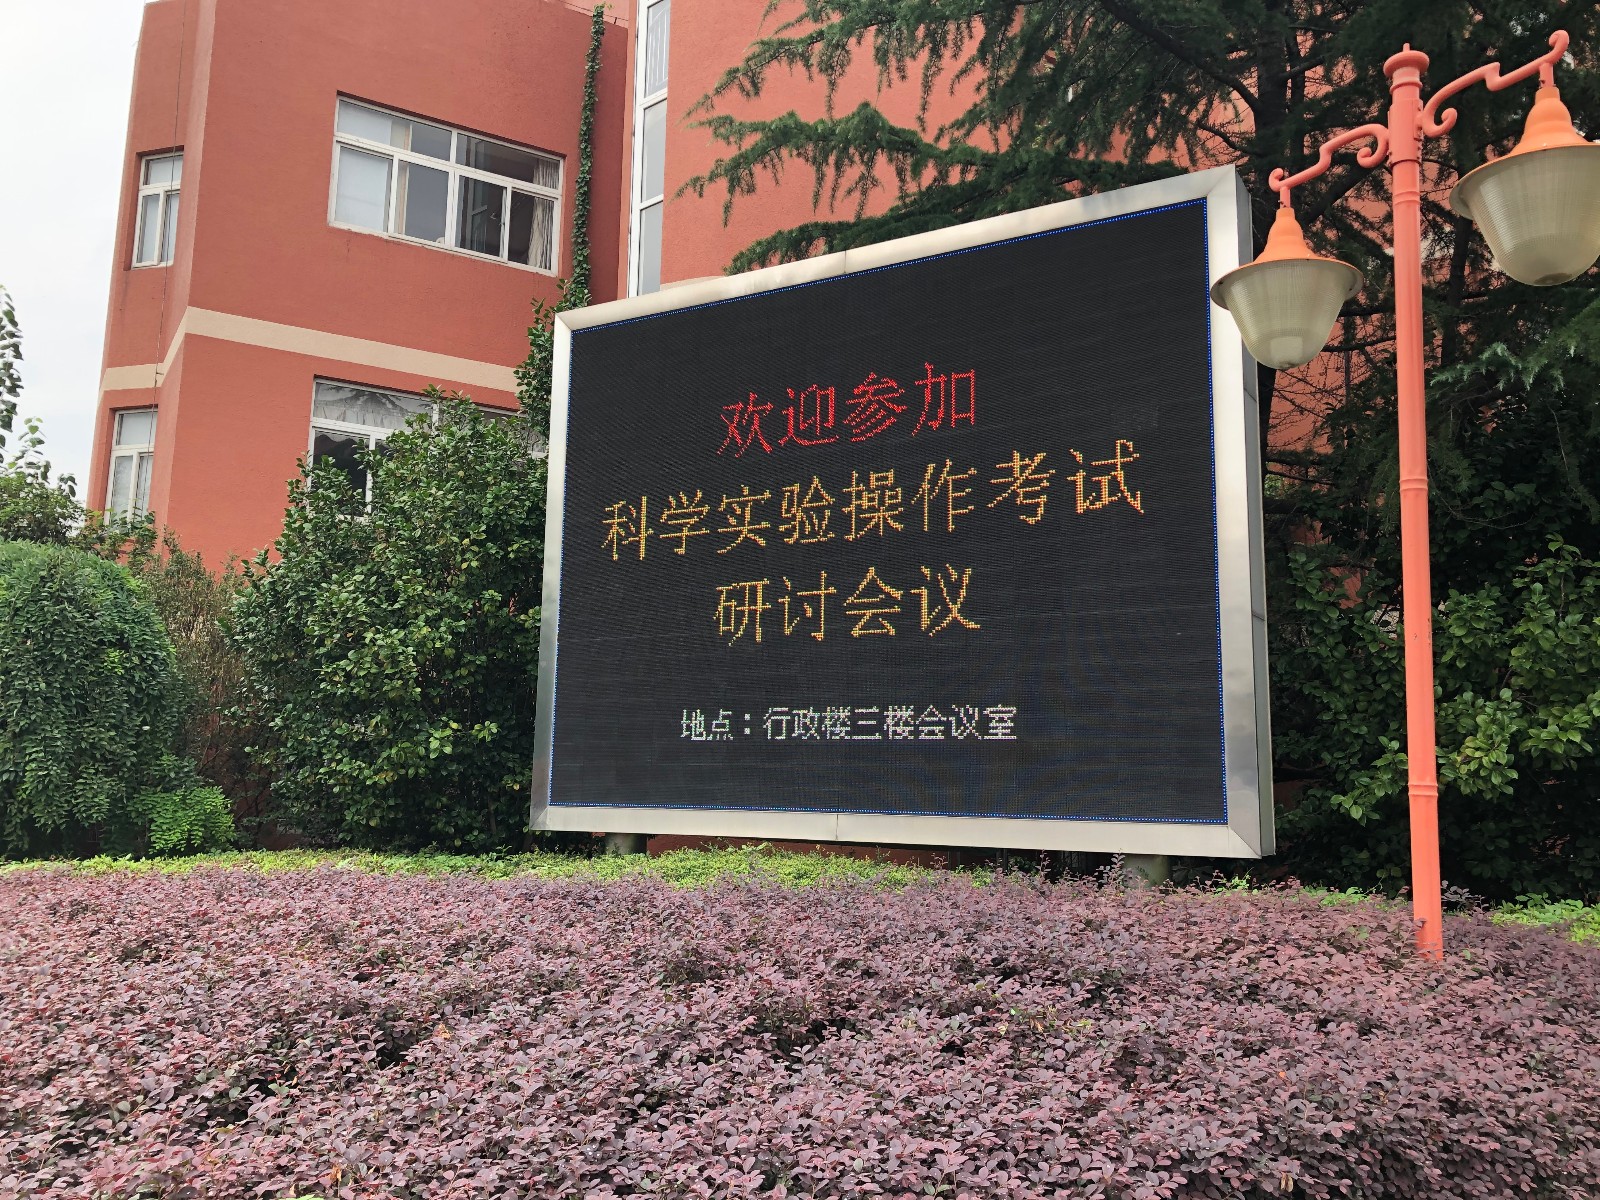 欢迎参加
科学实验操作考试
研讨会议
地点：行政楼三楼会议室